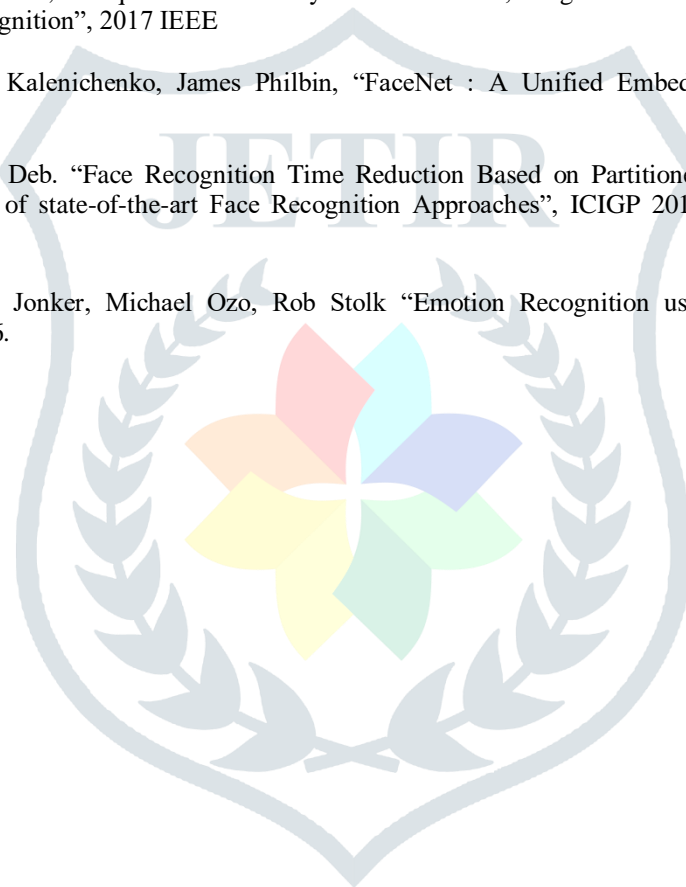 gnition”, 2017 IEEE
Kalenichenko, James Philbin, “FaceNet : A Unified Embed
JETIR
Deb. “Face Recognition Time Reduction Based on Partitione
of state-of-the-art Face Recognition Approaches”, ICIGP 201
Jonker, Michael Ozo, Rob Stolk “Emotion Recognition us